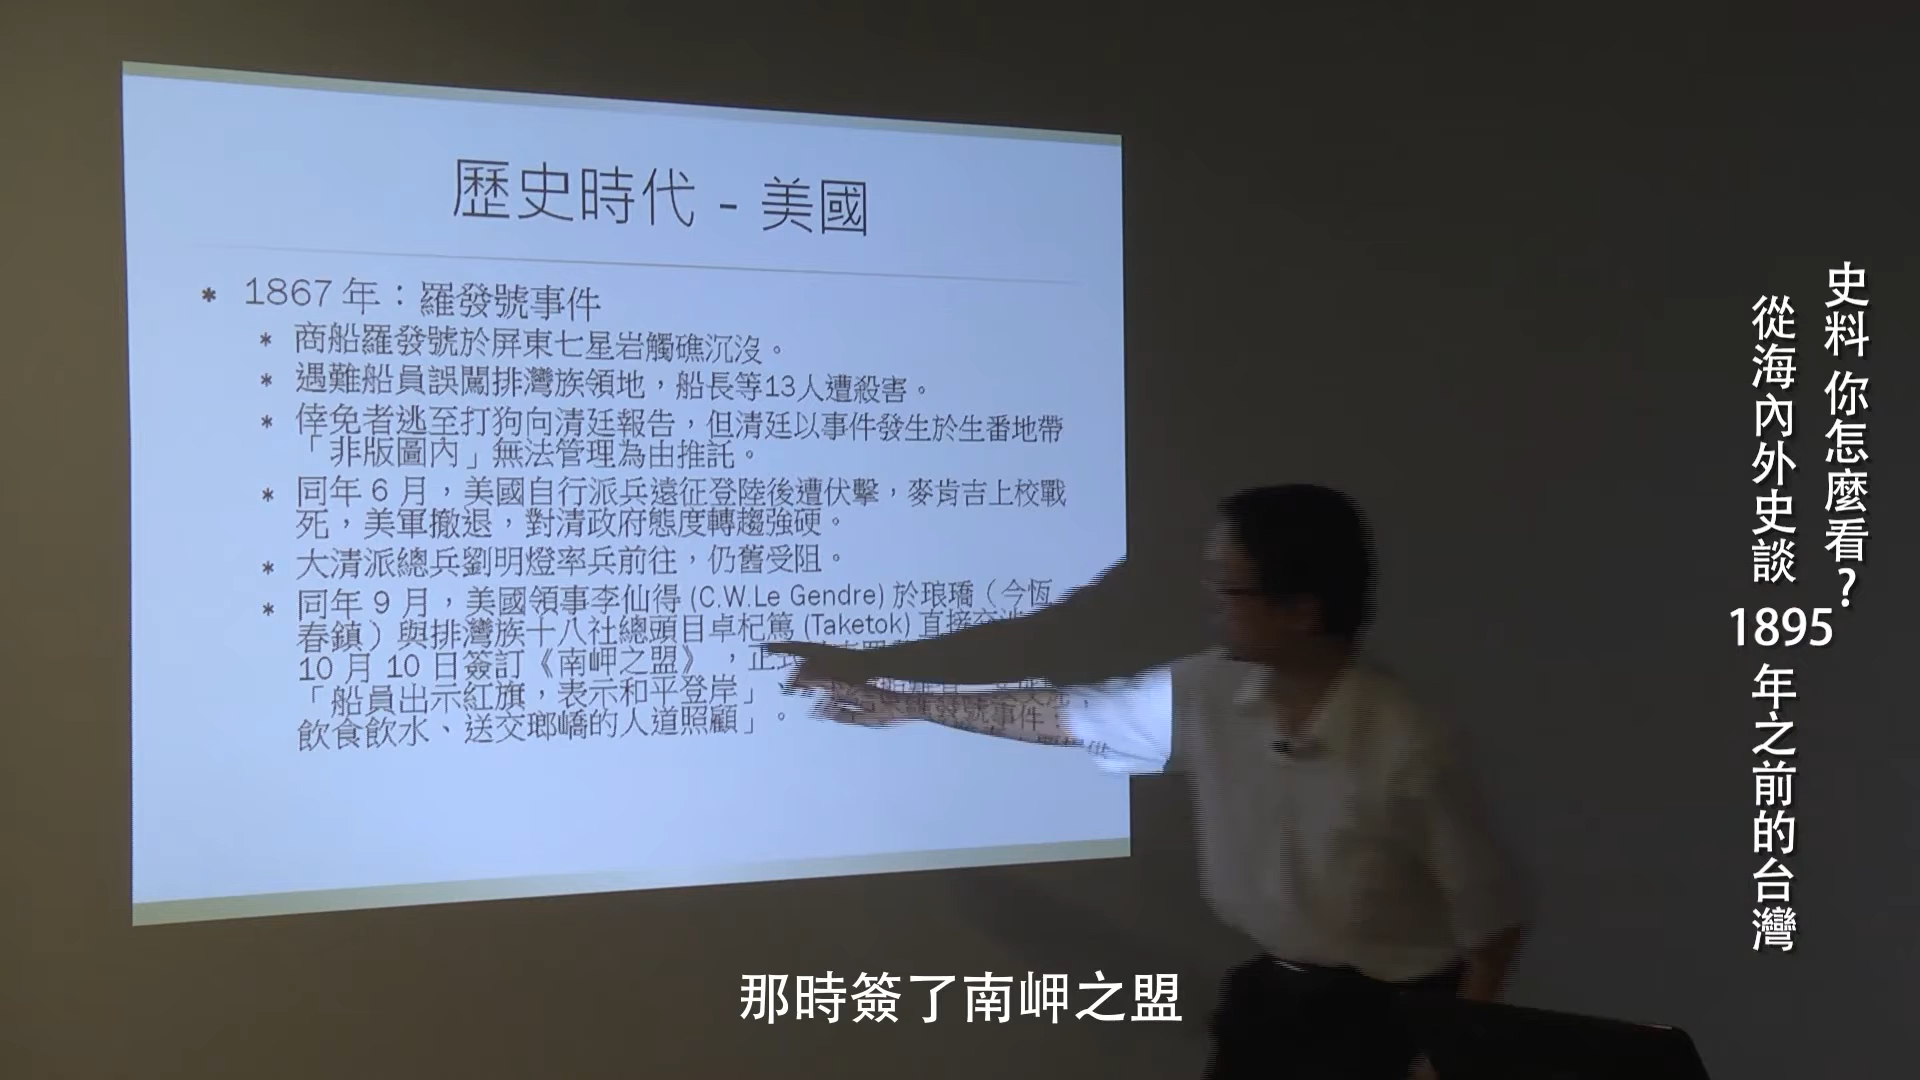 歷史時代 - 美國
* 1867 年：羅發號事件
* 商船羅發號於屏東七星岩觸礁沉沒。
* 遇難船員誤闖排灣族領地，船長等13人遭殺害。
* 倖免者逃至打狗向清廷報告，但清廷以事件發生於生番地帶
「非版圖內」無法管理為由推託。
* 同年 6 月，美國自行派兵遠征登陸後遭伏擊，麥肯吉上校戰
死，美軍撤退，對清政府態度轉趨強硬。
* 大清派總兵劉明燈率兵前往，仍舊受阻。
* 同年 9 月，美國領事李仙得 (C.W.Le Gendre) 於琅璚（今恆
春鎮）與排灣族十八社總頭目卓杞篤 (Taketok) 直接交涉
10 月 10 日簽訂《南岬之盟》，正
「船員出示紅旗，表示和平登岸」 羅發號事件
飲食飲水、送交瑯嶠的人道照顧」。
史料 你怎麼看?
從海內外史談 1895 年之前的台灣
那時簽了南岬之盟